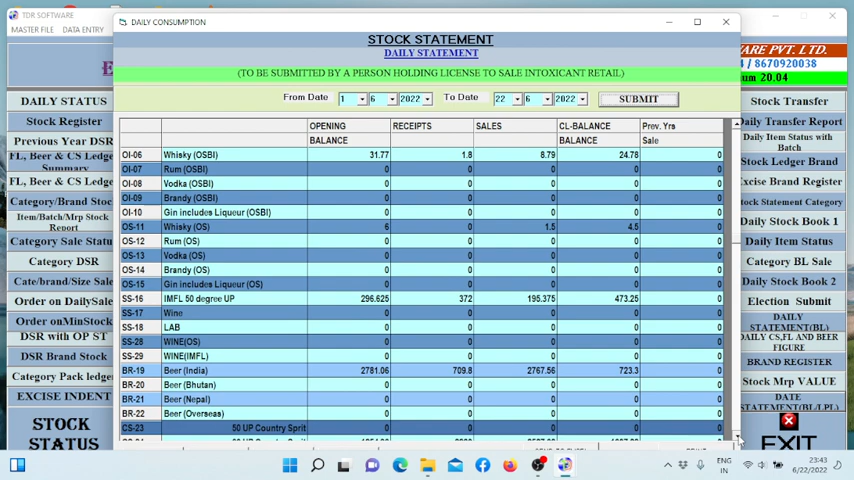 TDR SOFTWARE
DAILY CONSUMPTION
MASTER FILE DATA ENTRY
STOCK STATEMENT
DAILY STATEMENT
(TO BE SUBMITTED BY A PERSON HOLDING LICENSE TO SALE INTOXICANT RETAIL)
From Date 1 6 2022 To Date 22 6 2022 SUBMIT
WARE PVT. LTD.
4 / 8670920038
um 20.04
E
DAILY STATUS
Stock Register
Previous Year DSR
FL, Beer & CS Ledge
Summary
FL, Beer & CS Ledge
Category/Brand Stoc
Item/Batch/Mrp Stock
Report
Category Sale Statu
Category DSR
Cate/brand/Size Sale
Order on DailySale
Order onMinStock
DSR with OP ST
DSR Brand Stock
Category Pack ledge
EXCISE INDENT
STOCK
STATUS
OPENING RECEIPTS SALES CL-BALANCE Prev. Yrs
BALANCE BALANCE Sale
OI-06 Whisky (OSBI) 31.77 1.8 8.79 24.78 0
OI-07 Rum (OSBI) 0 0 0 0 0
OI-08 Vodka (OSBI) 0 0 0 0 0
OI-09 Brandy (OSBI) 0 0 0 0 0
OI-10 Gin includes Liqueur (OSBI) 0 0 0 0 0
OS-11 Whisky (OS) 6 0 1.5 4.5 0
OS-12 Rum (OS) 0 0 0 0 0
OS-13 Vodka (OS) 0 0 0 0 0
OS-14 Brandy (OS) 0 0 0 0 0
OS-15 Gin includes Liqueur (OS) 0 0 0 0 0
SS-16 IMFL 50 degree UP 296.625 372 195.375 473.25 0
SS-17 Wine 0 0 0 0 0
SS-18 LAB 0 0 0 0 0
SS-28 WINE(OS) 0 0 0 0 0
SS-29 WINE(IMFL) 0 0 0 0 0
BR-19 Beer (India) 2781.06 709.8 2767.56 723.3 0
BR-20 Beer (Bhutan) 0 0 0 0 0
BR-21 Beer (Nepal) 0 0 0 0 0
BR-22 Beer (Overseas) 0 0 0 0 0
CS-23 50 UP Country Sprit 0 0 0 0 0
Stock Transfer
Daily Transfer Report
Daily Item Status with
Batch
Stock Ledger Brand
Excise Brand Register
Stock Statement Category
Daily Stock Book 1
Daily Item Status
Category BL Sale
Daily Stock Book 2
Election Submit
DAILY
STATEMENT(BL)
DAILY CS,FL AND BEER
FIGURE
BRAND REGISTER
Stock Mrp VALUE
DATE
STATEMENT(BL/LPL)
EXIT
ENG
IN
23:43
6/22/2022